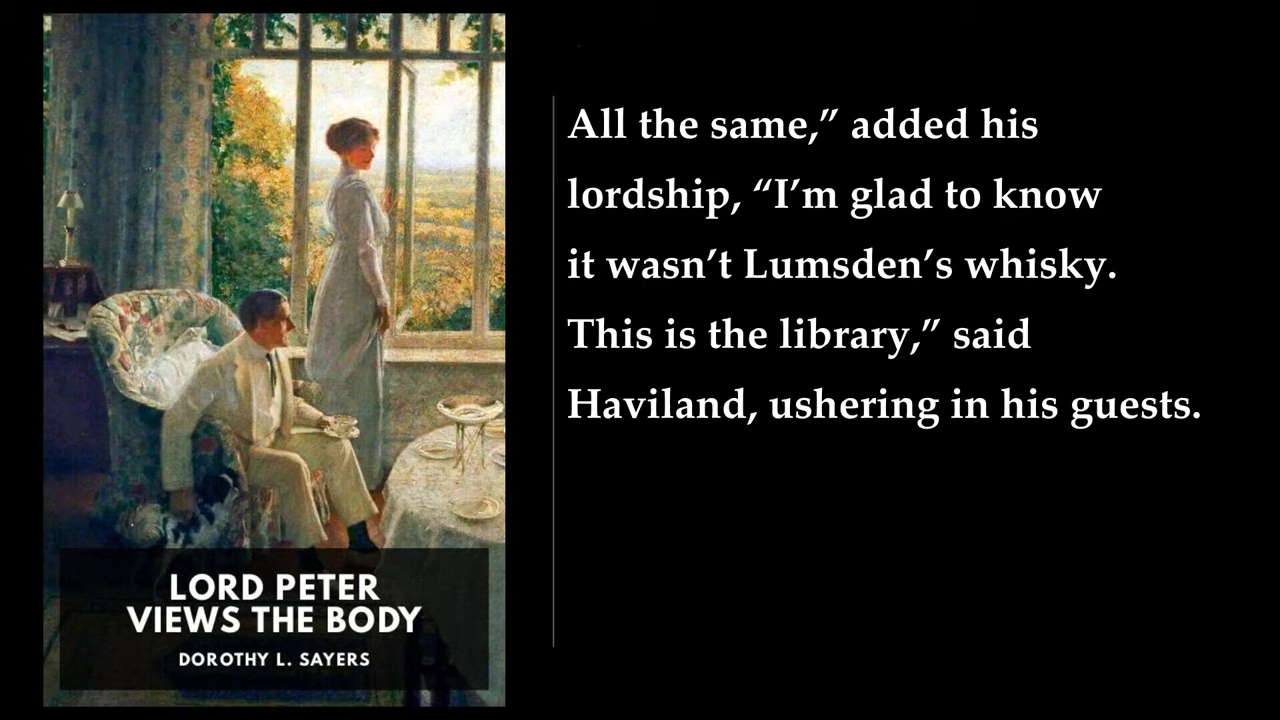 All the same,” added his
lordship, “I’m glad to know
it wasn’t Lumsden’s whisky.
This is the library,” said
Haviland, ushering in his guests.
LORD PETER
VIEWS THE BODY
DOROTHY L. SAYERS